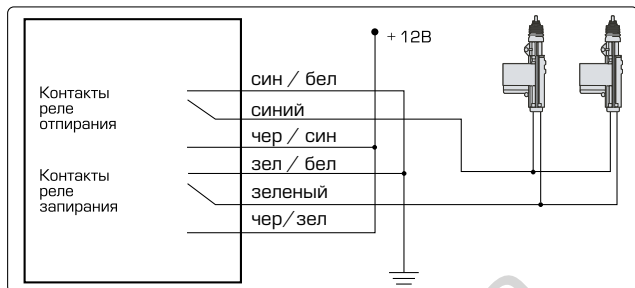 + 12В
син / бел
Контакты
реле
отпирания
синий
чер / син
зел / бел
Контакты
реле
запирания
зеленый
чер/зел